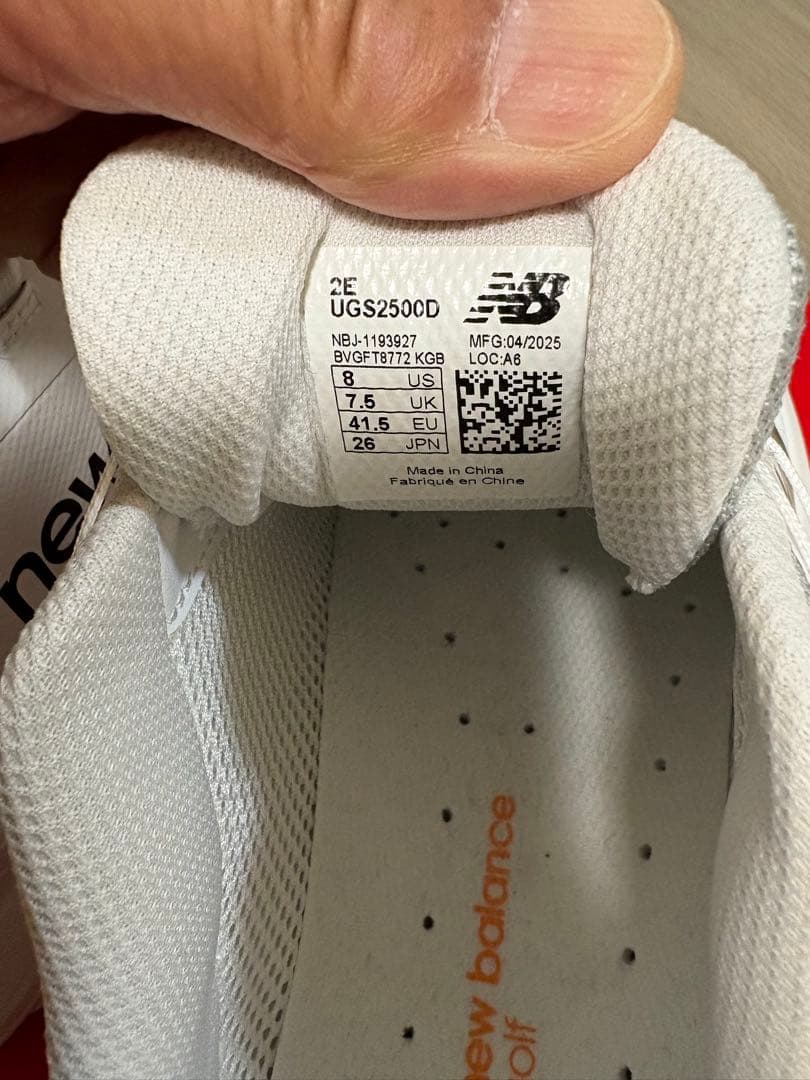 2E
UGS2500D
NB
NBJ-1193927
BVGFT8772 KGB
MFG:04/2025
LOC:A6
8 US
7.5 UK
41.5 EU
26 JPN
Made in China
Fabriqué en Chine
new
new balance
golf